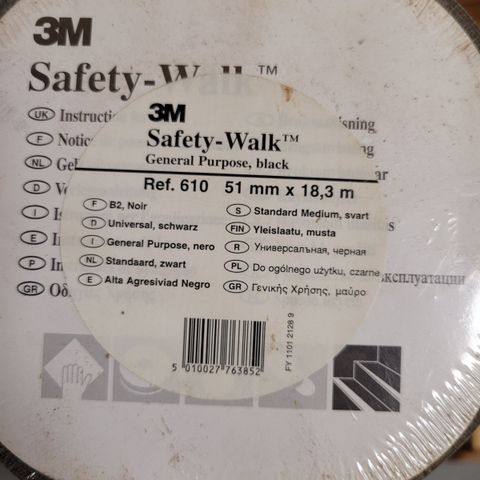 3M
Safety-Walk™
UK Instruction
F Notic
NL Ge
D
I
E
P
GR
3M
Safety-Walk™
General Purpose, black
Ref. 610 51 mm x 18,3 m
F B2, Noir
D Universal, schwarz
I General Purpose, nero
NL Standaard, zwart
E Alta Agresiviad Negro
S Standard Medium, svart
FIN Yleislaatu, musta
R Универсальная, черная
PL Do ogólnego użytku, czarne
GR Γενικής Χρήσης, μαύρο
5 010027 763852
FY 1101 2128 9